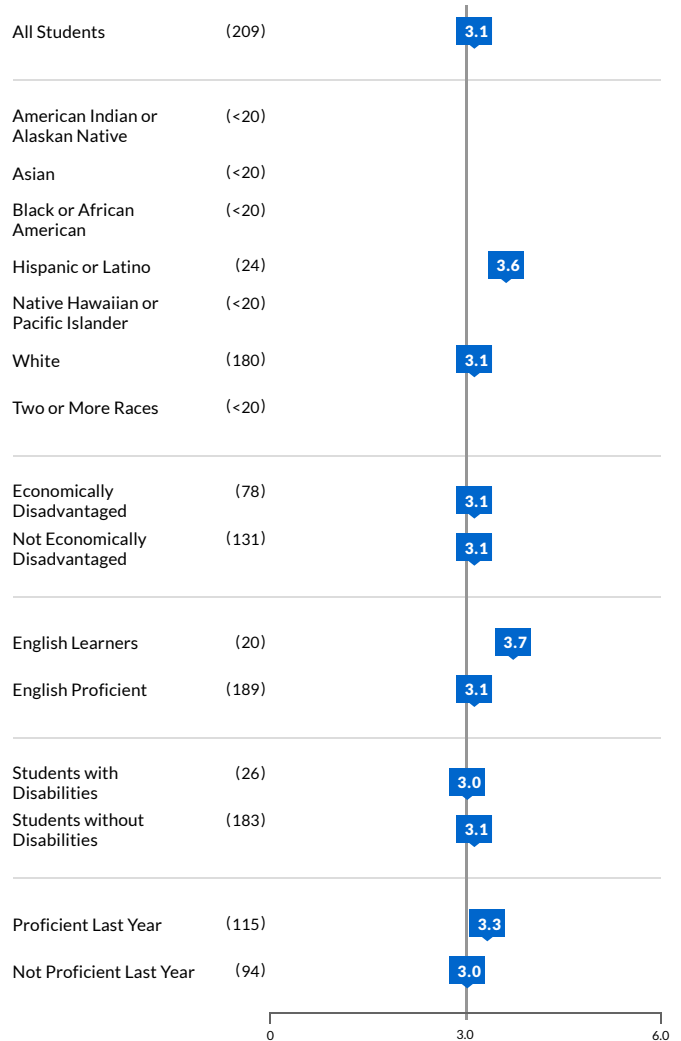 All Students (209) 3.1
American Indian or (<20)
Alaskan Native
Asian (<20)
Black or African (<20)
American
Hispanic or Latino (24) 3.6
Native Hawaiian or (<20)
Pacific Islander
White (180) 3.1
Two or More Races (<20)
Economically (78) 3.1
Disadvantaged
Not Economically (131) 3.1
Disadvantaged
English Learners (20) 3.7
English Proficient (189) 3.1
Students with (26) 3.0
Disabilities
Students without (183) 3.1
Disabilities
Proficient Last Year (115) 3.3
Not Proficient Last Year (94) 3.0
0 3.0 6.0